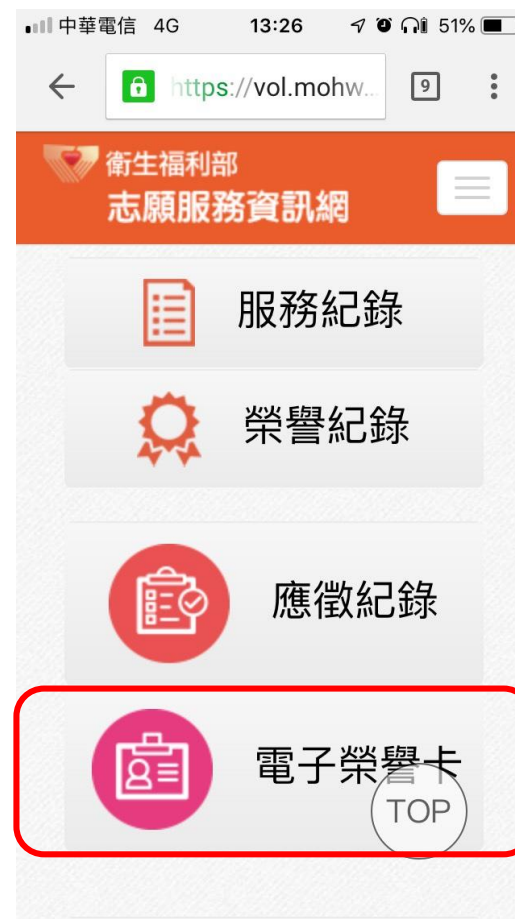 中華電信 4G 13:26 51%
https://vol.mohw... 9
衛生福利部
志願服務資訊網
服務紀錄
榮譽紀錄
應徵紀錄
電子榮譽卡
TOP